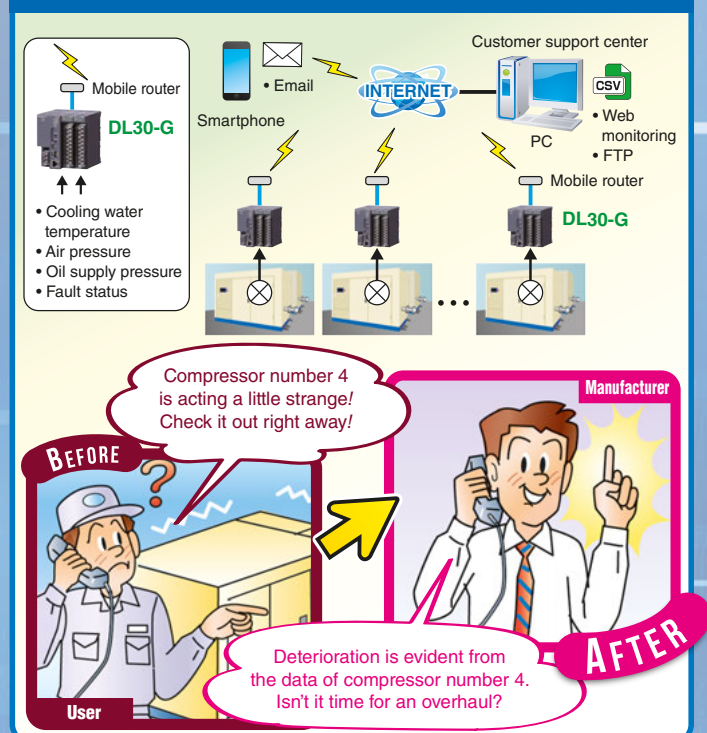 Mobile router
DL30-G
• Cooling water
temperature
• Air pressure
• Oil supply pressure
• Fault status
Smartphone
• Email
INTERNET
Customer support center
PC
CSV
• Web
monitoring
• FTP
Mobile router
DL30-G
Compressor number 4
is acting a little strange!
Check it out right away!
BEFORE
?
User
Manufacturer
Deterioration is evident from
the data of compressor number 4.
Isn't it time for an overhaul?
AFTER